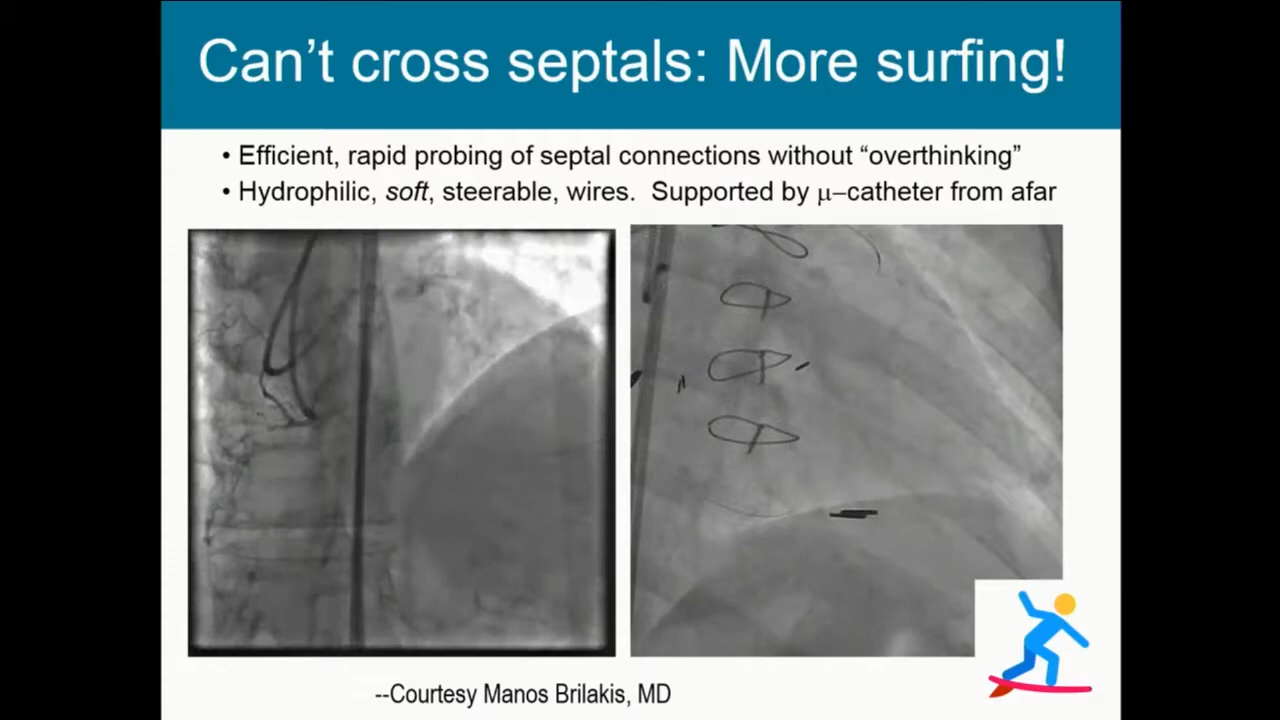 Can’t cross septals: More surfing!
• Efficient, rapid probing of septal connections without “overthinking”
• Hydrophilic, soft, steerable, wires. Supported by μ–catheter from afar
--Courtesy Manos Brilakis, MD